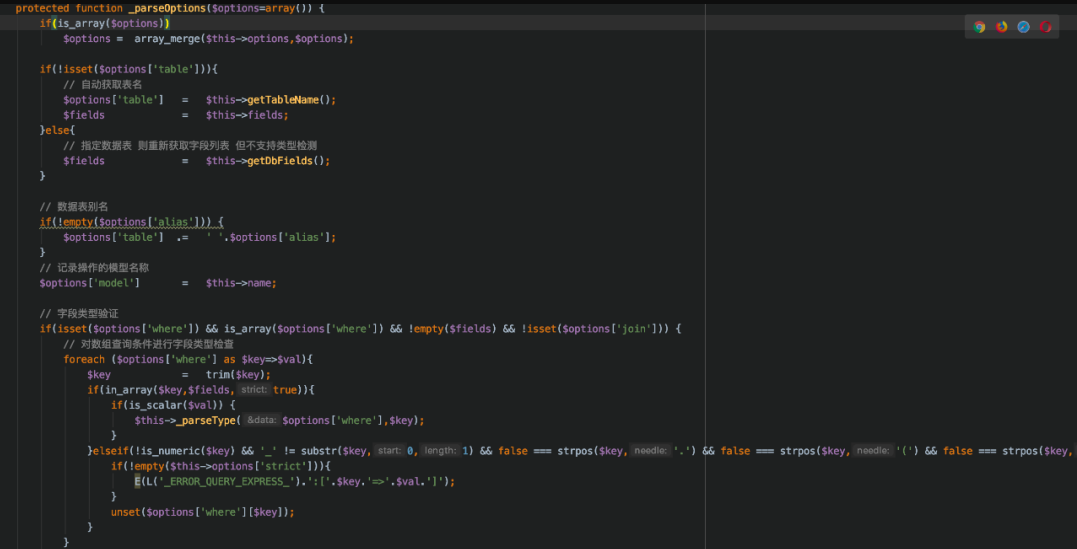 protected function _parseOptions($options=array()) {
    if(is_array($options))
        $options =  array_merge($this->options,$options);

    if(!isset($options['table'])){
        // 自动获取表名
        $options['table']   =   $this->getTableName();
        $fields             =   $this->fields;
    }else{
        // 指定数据表 则重新获取字段列表 但不支持类型检测
        $fields             =   $this->getDbFields();
    }

    // 数据表别名
    if(!empty($options['alias'])) {
        $options['table']  .=   ' '.$options['alias'];
    }
    // 记录操作的模型名称
    $options['model']       =   $this->name;

    // 字段类型验证
    if(isset($options['where']) && is_array($options['where']) && !empty($fields) && !isset($options['join'])) {
        // 对数组查询条件进行字段类型检查
        foreach ($options['where'] as $key=>$val){
            $key            =   trim($key);
            if(in_array($key,$fields, strict: true)){
                if(is_scalar($val)) {
                    $this->_parseType( &data: $options['where'],$key);
                }
            }elseif(!is_numeric($key) && '_' != substr($key, start: 0, length: 1) && false === strpos($key, needle: '.') && false === strpos($key, needle: '(') && false === strpos($key,
                if(!empty($this->options['strict'])){
                    E(L('_ERROR_QUERY_EXPRESS_').':['.$key.'=>'.$val.']');
                }
                unset($options['where'][$key]);
            }
        }